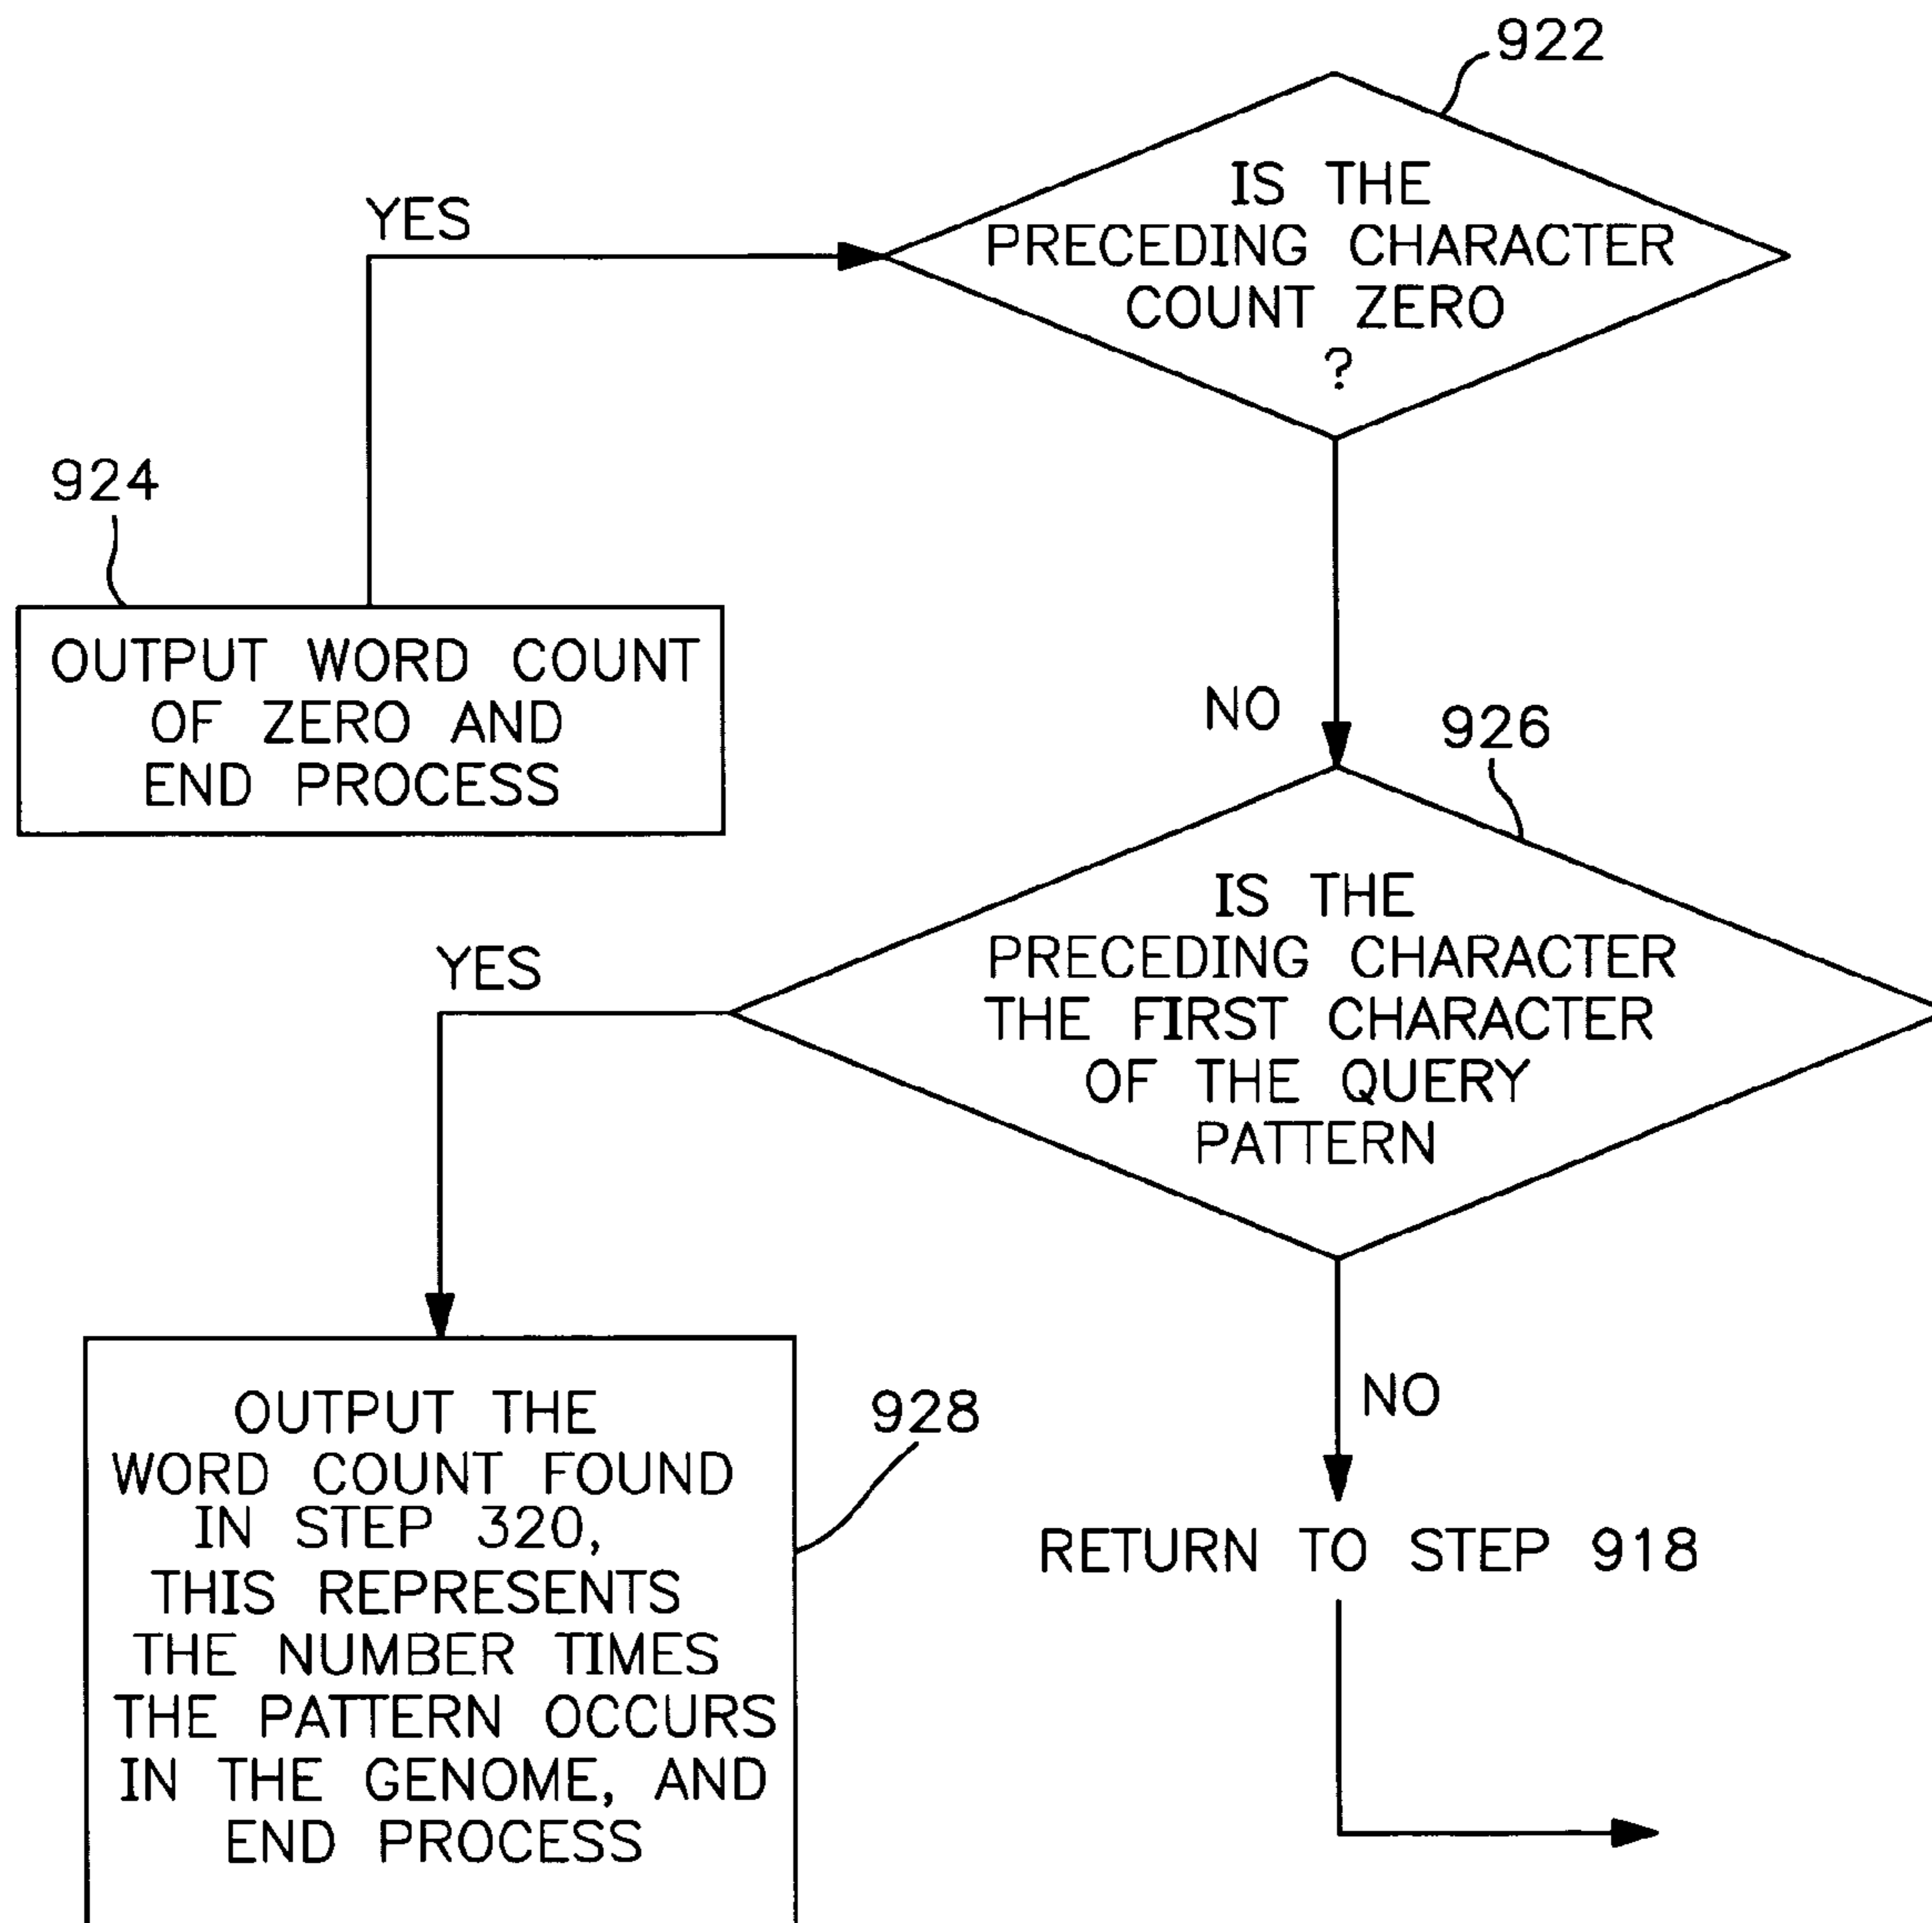 922
IS THE
PRECEDING CHARACTER
COUNT ZERO
?
YES
924
OUTPUT WORD COUNT
OF ZERO AND
END PROCESS
NO
926
IS THE
PRECEDING CHARACTER
THE FIRST CHARACTER
OF THE QUERY
PATTERN
YES
NO
928
OUTPUT THE
WORD COUNT FOUND
IN STEP 320,
THIS REPRESENTS
THE NUMBER TIMES
THE PATTERN OCCURS
IN THE GENOME, AND
END PROCESS
RETURN TO STEP 918